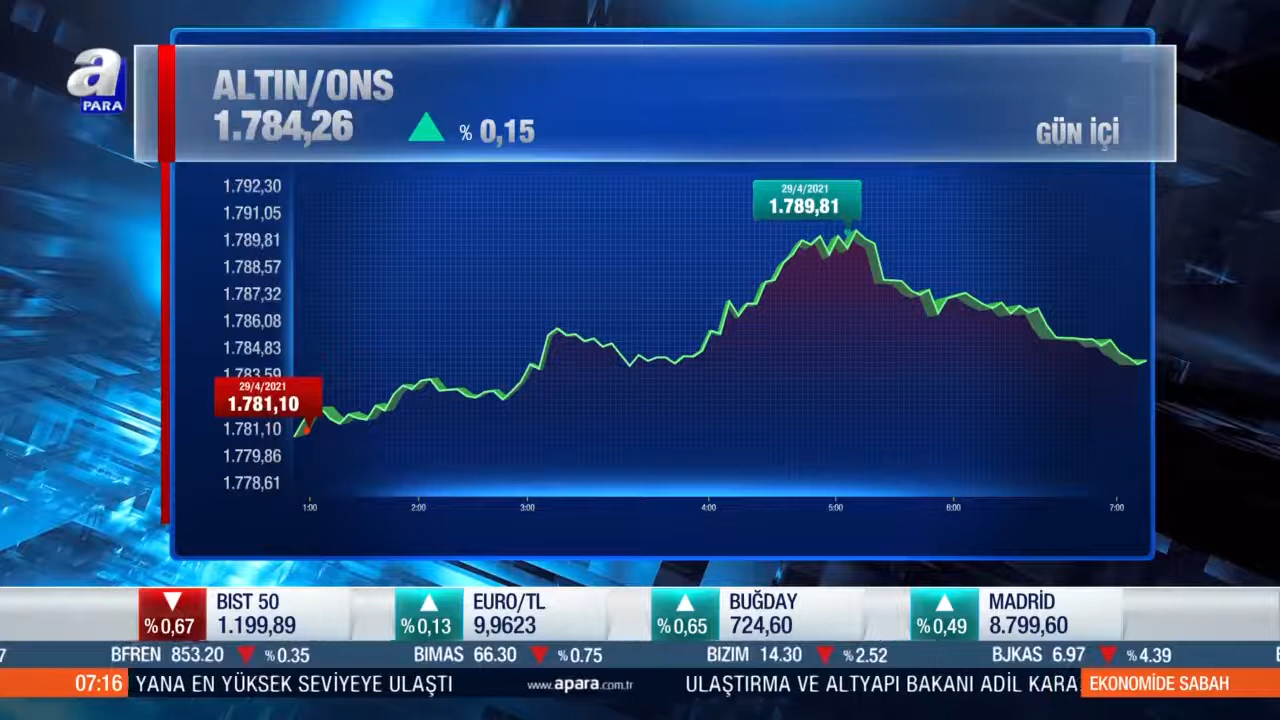 a
PARA
ALTIN/ONS
1.784,26
% 0,15
GÜN İÇİ
1.792,30
1.791,05
1.789,81
1.788,57
1.787,32
1.786,08
1.784,83
1.783,59
1.781,10
1.779,86
1.778,61
29/4/2021
1.789,81
29/4/2021
1.781,10
1:00 2:00 3:00 4:00 5:00 6:00 7:00
%0,67 BIST 50 1.199,89
%0,13 EURO/TL 9,9623
%0,65 BUĞDAY 724,60
%0,49 MADRİD 8.799,60
7 BFREN 853.20 %0.35 BIMAS 66.30 %0.75 BIZIM 14.30 %2.52 BJKAS 6.97 %4.39
07:16 YANA EN YÜKSEK SEVİYEYE ULAŞTI www.apara.com.tr ULAŞTIRMA VE ALTYAPI BAKANI ADİL KARA EKONOMİDE SABAH